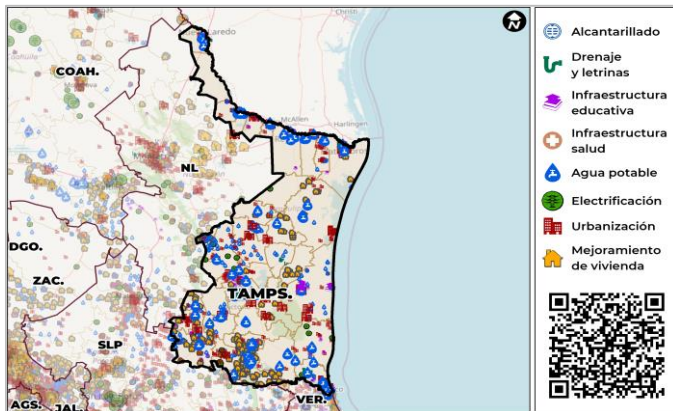 Laredo
COAH.
McAllen
Harlingen
NL
DGO.
ZAC.
TAMPS.
SLP
VER.
AGS.
JAL.
N
Alcantarillado
Drenaje
y letrinas
Infraestructura
educativa
Infraestructura
salud
Agua potable
Electrificación
Urbanización
Mejoramiento
de vivienda